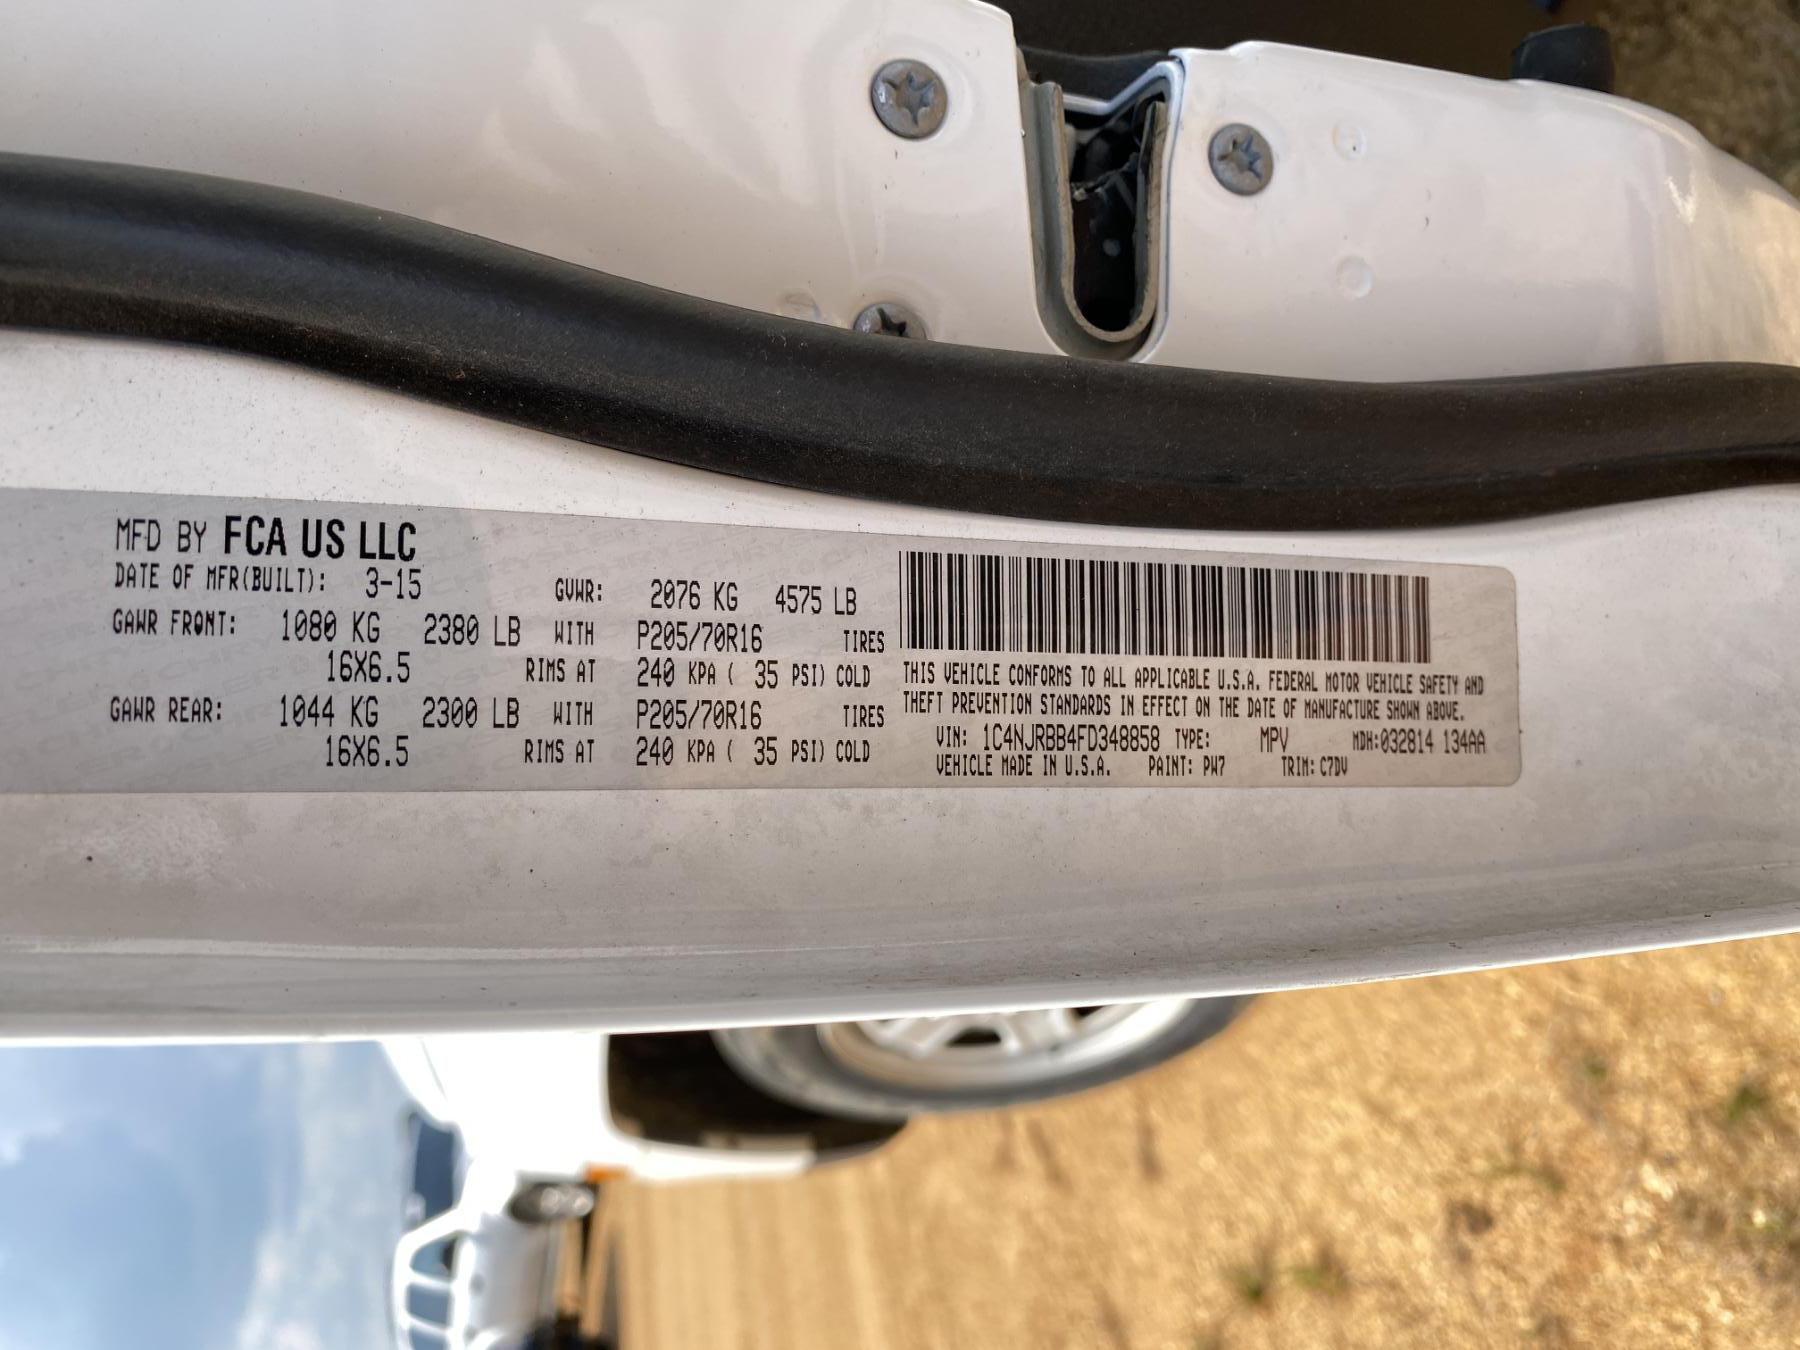 MFD BY FCA US LLC
DATE OF MFR(BUILT): 3-15 GVWR: 2076 KG 4575 LB
GAWR FRONT: 1080 KG 2380 LB WITH P205/70R16 TIRES
16X6.5 RIMS AT 240 KPA ( 35 PSI) COLD
GAWR REAR: 1044 KG 2300 LB WITH P205/70R16 TIRES
16X6.5 RIMS AT 240 KPA ( 35 PSI) COLD
THIS VEHICLE CONFORMS TO ALL APPLICABLE U.S.A. FEDERAL MOTOR VEHICLE SAFETY AND
THEFT PREVENTION STANDARDS IN EFFECT ON THE DATE OF MANUFACTURE SHOWN ABOVE.
VIN: 1C4NJRBB4FD348858 TYPE: MPV MDH:032814 134AA
VEHICLE MADE IN U.S.A. PAINT: PW7 TRIM: C7DV